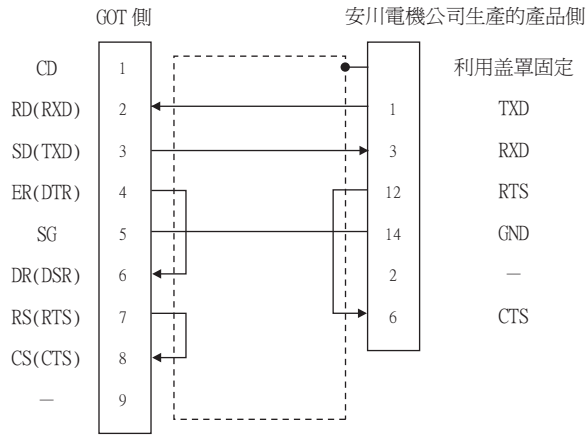 GOT 側 安川電機公司生產的產品側
CD 1 利用盖罩固定
RD(RXD) 2 1 TXD
SD(TXD) 3 3 RXD
ER(DTR) 4 12 RTS
SG 5 14 GND
DR(DSR) 6 2 —
RS(RTS) 7 6 CTS
CS(CTS) 8
— 9